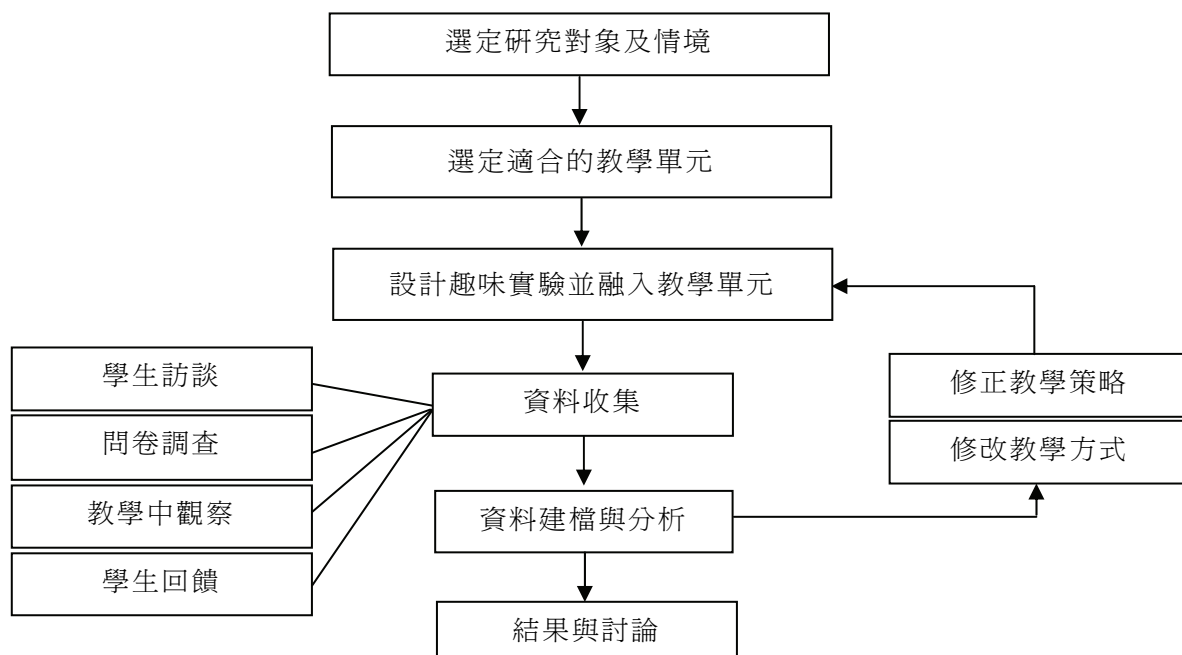 選定研究對象及情境
選定適合的教學單元
設計趣味實驗並融入教學單元
學生訪談
問卷調查
教學中觀察
學生回饋
資料收集
資料建檔與分析
結果與討論
修正教學策略
修改教學方式